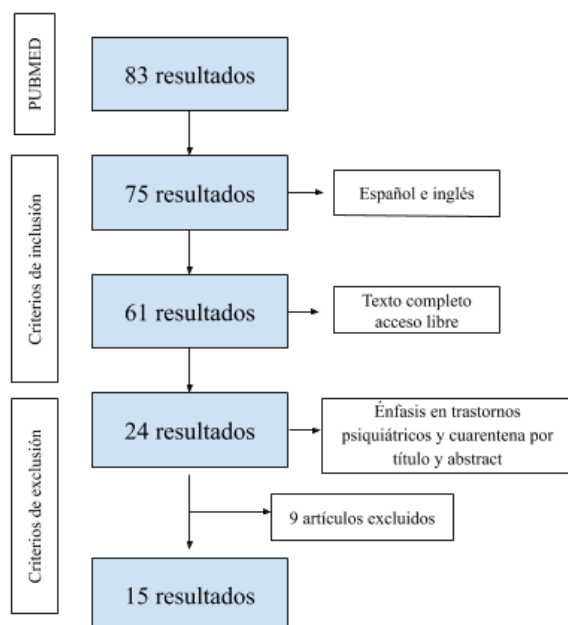 PUBMED
83 resultados
Criterios de inclusión
75 resultados
Español e inglés
61 resultados
Texto completo
acceso libre
Criterios de exclusión
24 resultados
Énfasis en trastornos
psiquiátricos y cuarentena por
título y abstract
9 artículos excluidos
15 resultados